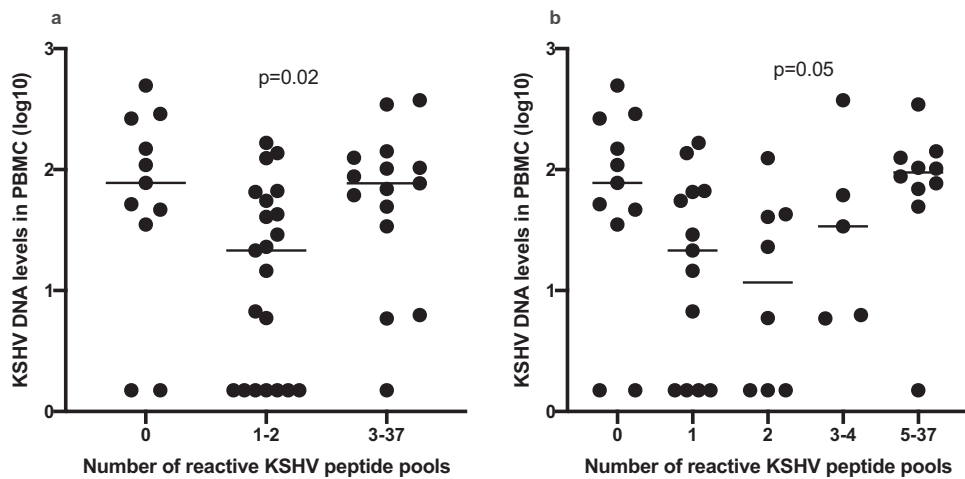 a
KSHV DNA levels in PBMC (log10)
3
2
1
0
p=0.02
0 1-2 3-37
Number of reactive KSHV peptide pools
b
KSHV DNA levels in PBMC (log10)
3
2
1
0
p=0.05
0 1 2 3-4 5-37
Number of reactive KSHV peptide pools